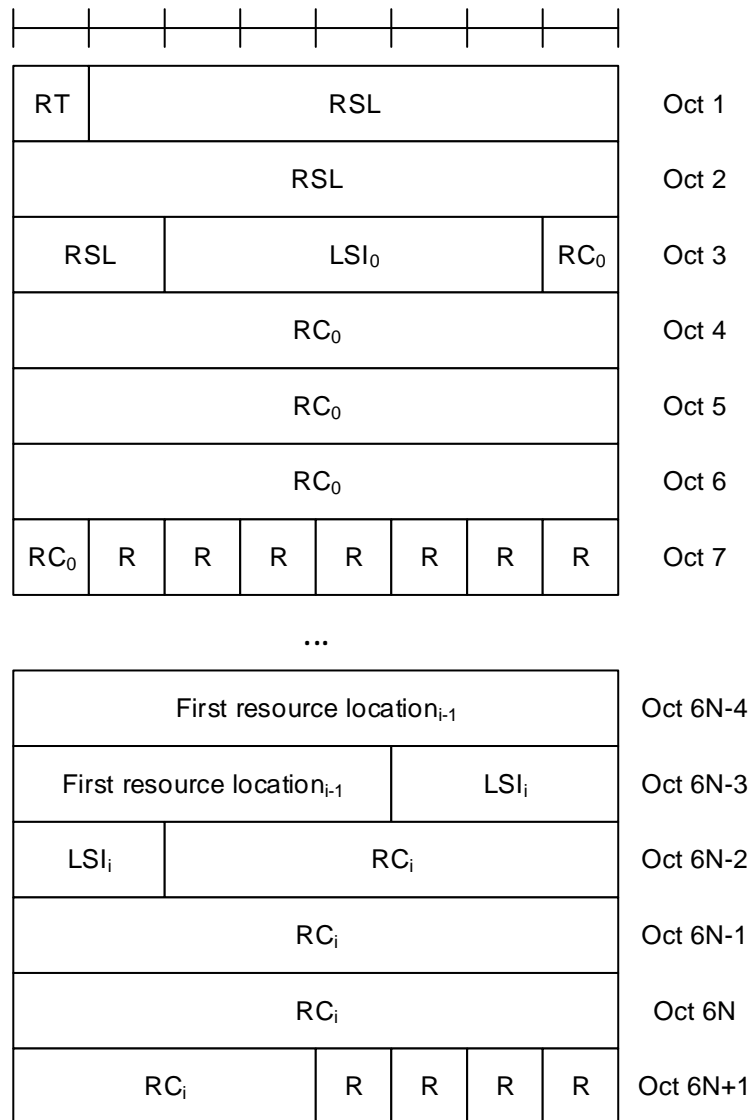 RT RSL Oct 1
RSL Oct 2
RSL LSI₀ RC₀ Oct 3
RC₀ Oct 4
RC₀ Oct 5
RC₀ Oct 6
RC₀ R R R R R R R Oct 7
...
First resource locationᵢ₋₁ Oct 6N-4
First resource locationᵢ₋₁ LSIᵢ Oct 6N-3
LSIᵢ RCᵢ Oct 6N-2
RCᵢ Oct 6N-1
RCᵢ Oct 6N
RCᵢ R R R R Oct 6N+1